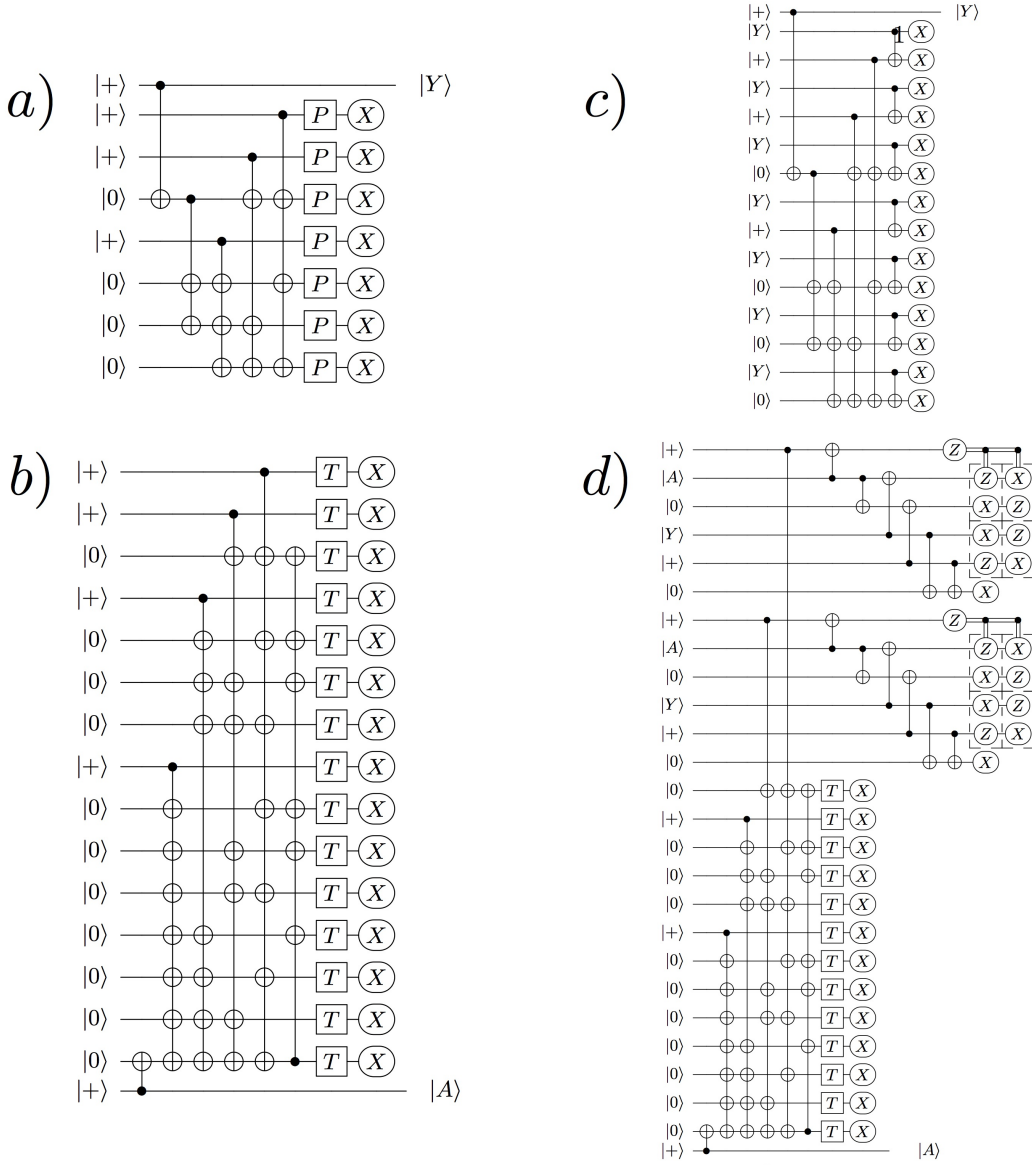 a)
|+⟩ |Y⟩
|+⟩ P X
|+⟩ P X
|0⟩ P X
|+⟩ P X
|0⟩ P X
|0⟩ P X
|0⟩ P X
b)
|+⟩ T X
|+⟩ T X
|0⟩ T X
|+⟩ T X
|0⟩ T X
|0⟩ T X
|0⟩ T X
|+⟩ T X
|0⟩ T X
|0⟩ T X
|0⟩ T X
|0⟩ T X
|0⟩ T X
|0⟩ T X
|0⟩ T X
|+⟩ |A⟩
c)
|+⟩ |Y⟩
|Y⟩ 1 X
|+⟩ X
|Y⟩ X
|+⟩ X
|Y⟩ X
|0⟩ X
|Y⟩ X
|+⟩ X
|Y⟩ X
|0⟩ X
|Y⟩ X
|0⟩ X
|Y⟩ X
|0⟩ X
d)
|+⟩ Z
|A⟩ Z X
|0⟩ X Z
|Y⟩ X Z
|+⟩ Z X
|0⟩ X
|+⟩ Z
|A⟩ Z X
|0⟩ X Z
|Y⟩ X Z
|+⟩ Z X
|0⟩ X
|0⟩ T X
|+⟩ T X
|0⟩ T X
|0⟩ T X
|0⟩ T X
|+⟩ T X
|0⟩ T X
|0⟩ T X
|0⟩ T X
|0⟩ T X
|0⟩ T X
|0⟩ T X
|0⟩ T X
|+⟩ |A⟩